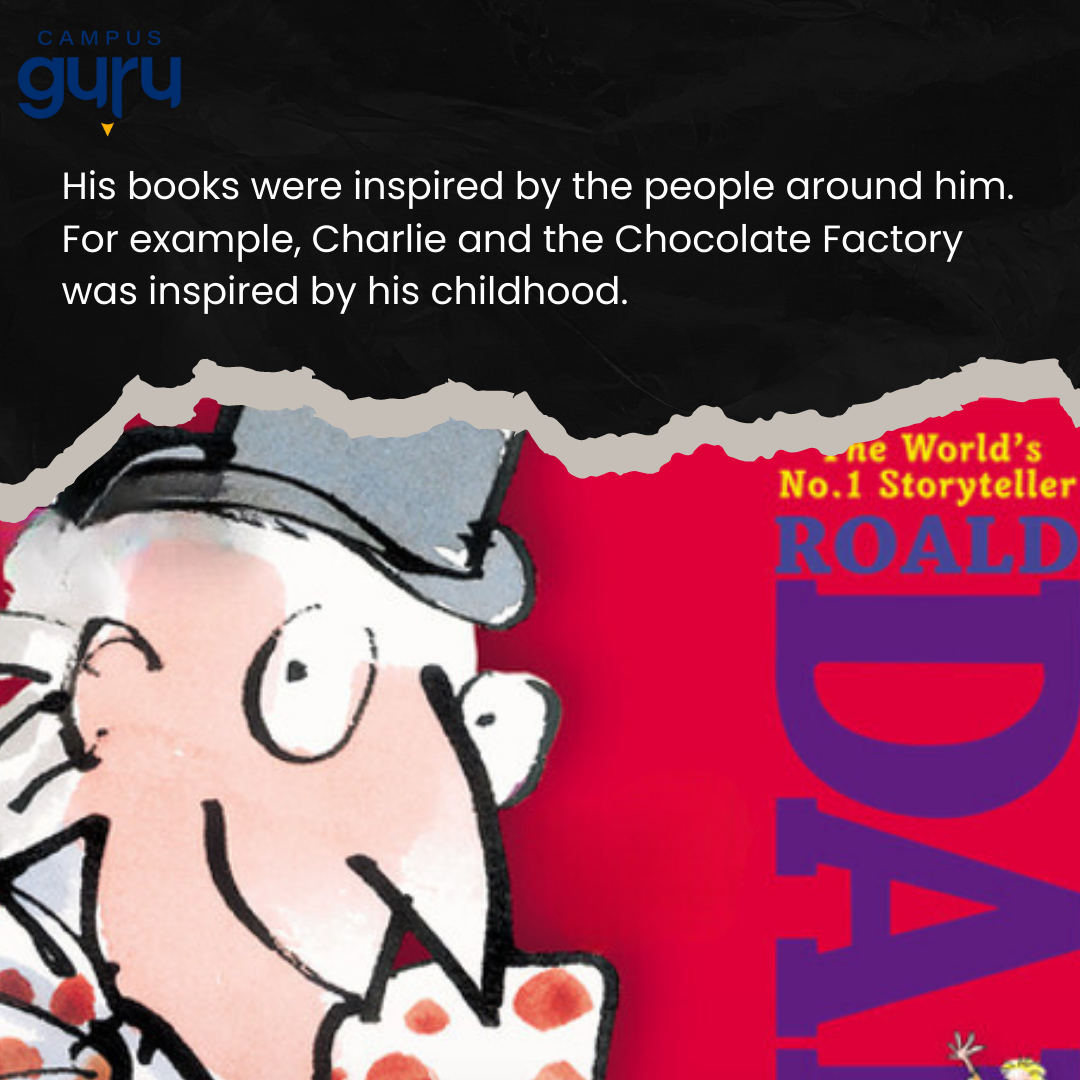 CAMPUS
guru
His books were inspired by the people around him.
For example, Charlie and the Chocolate Factory
was inspired by his childhood.
The World's
No.1 Storyteller
ROALD
DA